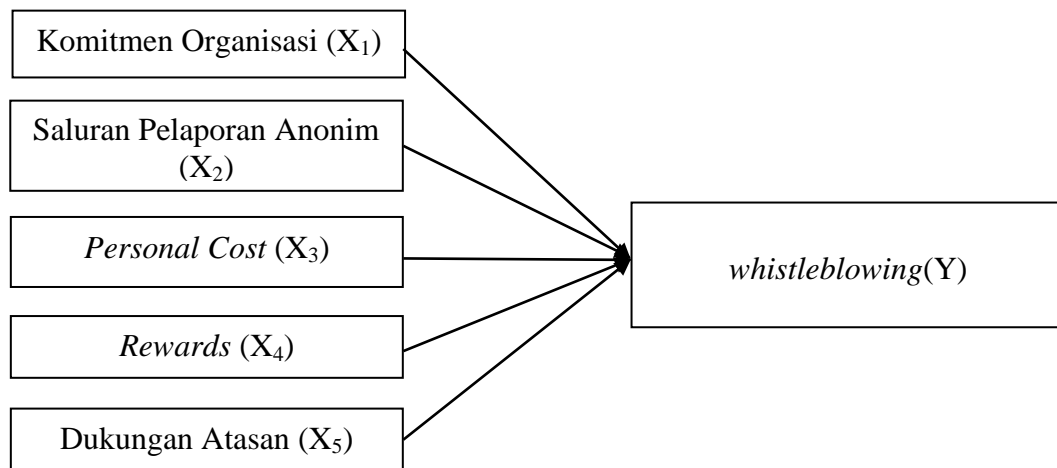 Komitmen Organisasi (X₁)
Saluran Pelaporan Anonim
(X₂)
Personal Cost (X₃)
whistleblowing(Y)
Rewards (X₄)
Dukungan Atasan (X₅)